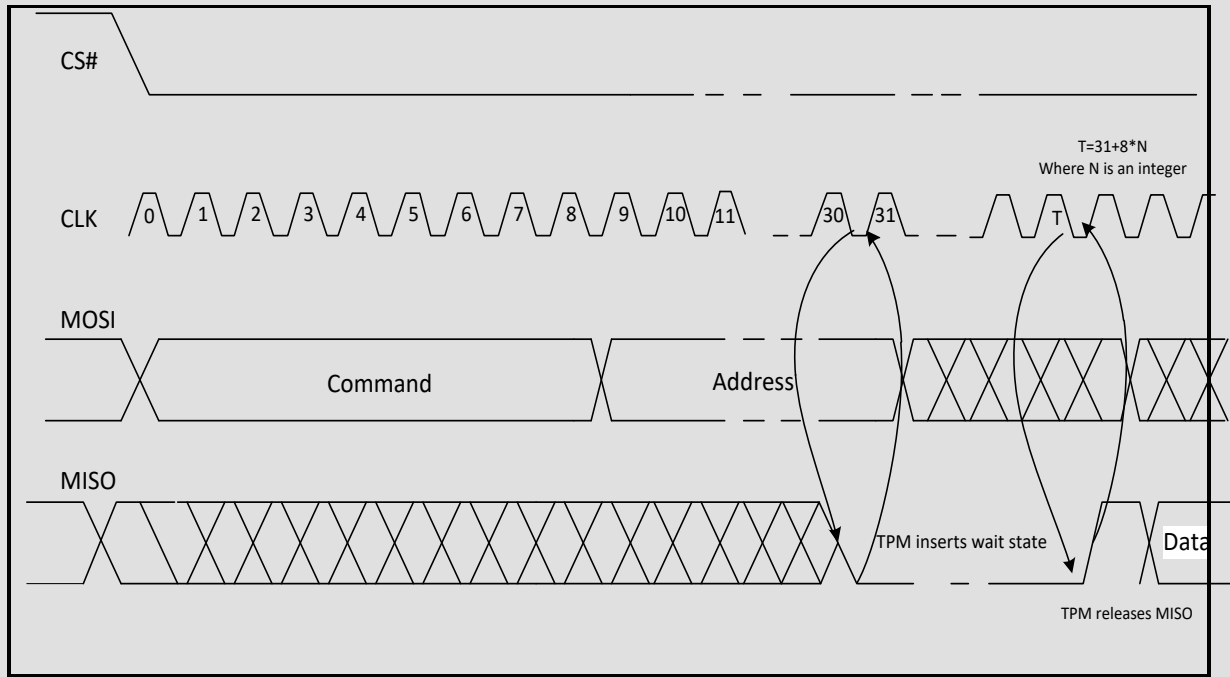 CS#
T=31+8*N
Where N is an integer
CLK
0
1
2
3
4
5
6
7
8
9
10
11
30
31
T
MOSI
Command
Address
MISO
TPM inserts wait state
Data
TPM releases MISO